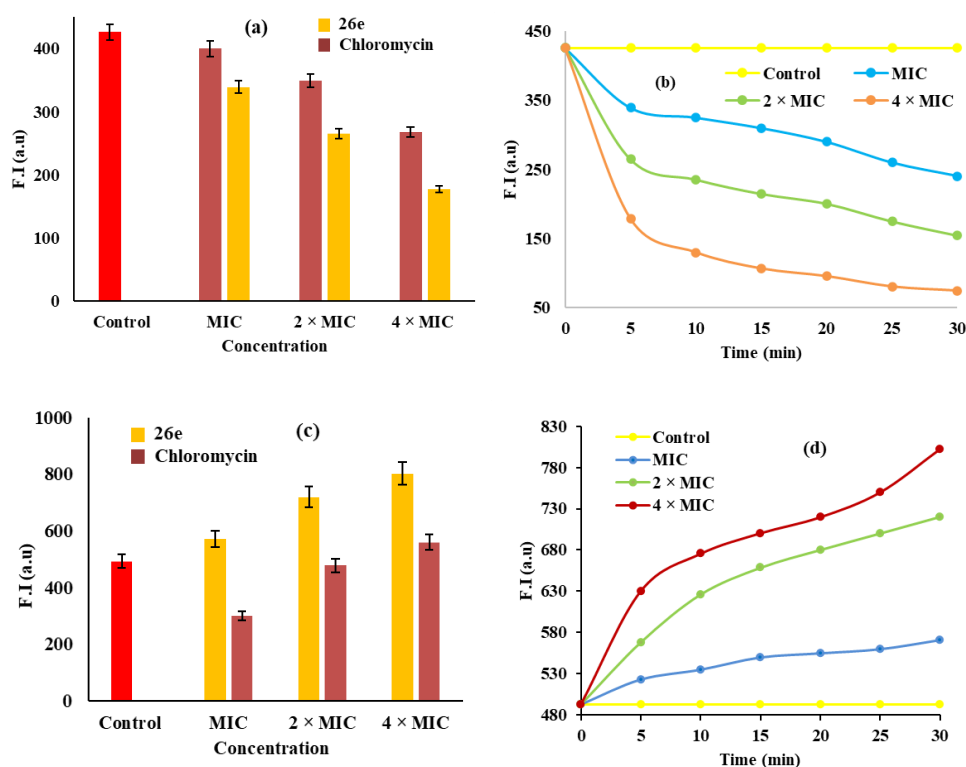 (a)
26e
Chloromycin
F.I (a.u)
400
300
200
100
0
Control MIC 2 × MIC 4 × MIC
Concentration
(b)
Control MIC
2 × MIC 4 × MIC
F.I (a.u)
450
350
250
150
50
0 5 10 15 20 25 30
Time (min)
(c)
26e
Chloromycin
F.I (a.u)
1000
800
600
400
200
0
Control MIC 2 × MIC 4 × MIC
Concentration
(d)
Control
MIC
2 × MIC
4 × MIC
F.I (a.u)
830
780
730
680
630
580
530
480
0 5 10 15 20 25 30
Time (min)